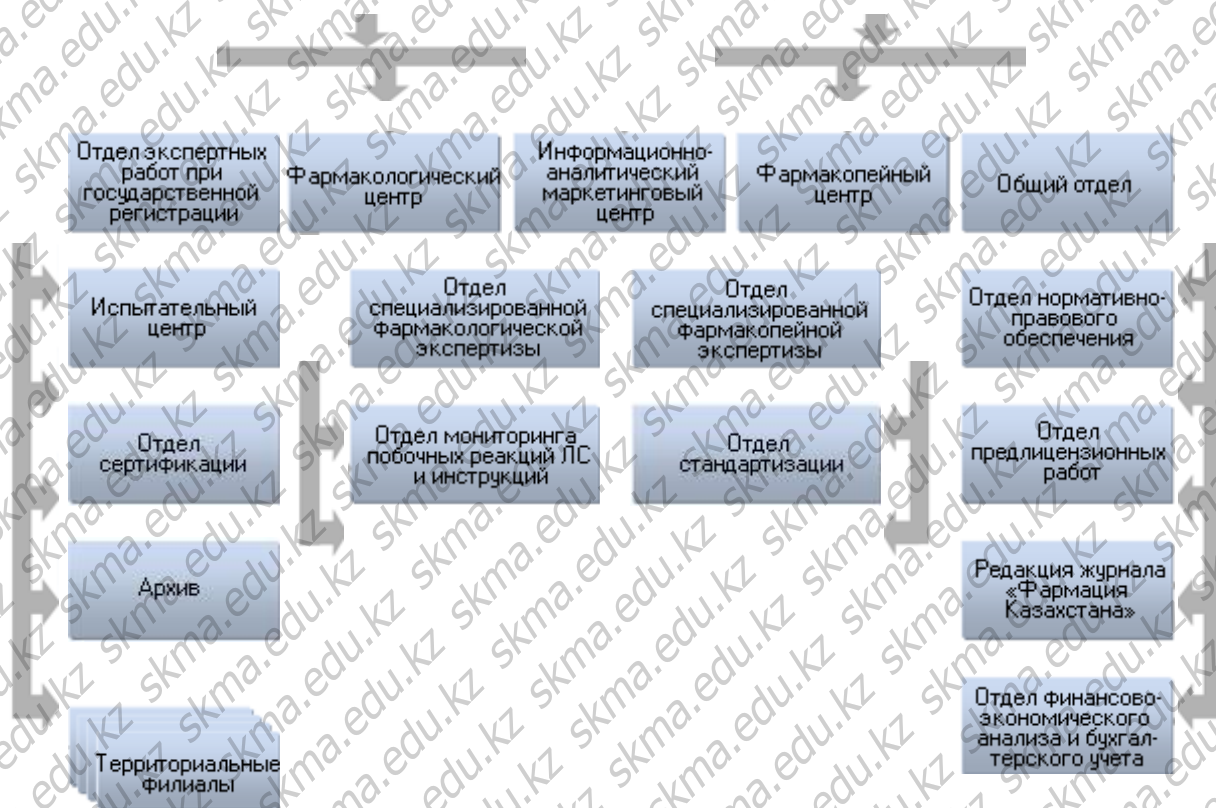 Отдел экспертных
работ при
государственной
регистрации
Фармакологический
центр
Информационно-
аналитический
маркетинговый
центр
Фармакопейный
центр
Общий отдел
Испытательный
центр
Отдел
специализированной
фармакологической
экспертизы
Отдел
специализированной
фармакопейной
экспертизы
Отдел нормативно-
правового
обеспечения
Отдел
сертификации
Отдел мониторинга
побочных реакций ЛС
и инструкций
Отдел
стандартизации
Отдел
предлицензионных
работ
Архив
Редакция журнала
«Фармация
Казахстана»
Территориальные
филиалы
Отдел финансово-
экономического
анализа и бухгал-
терского учета
skma.edu.kz